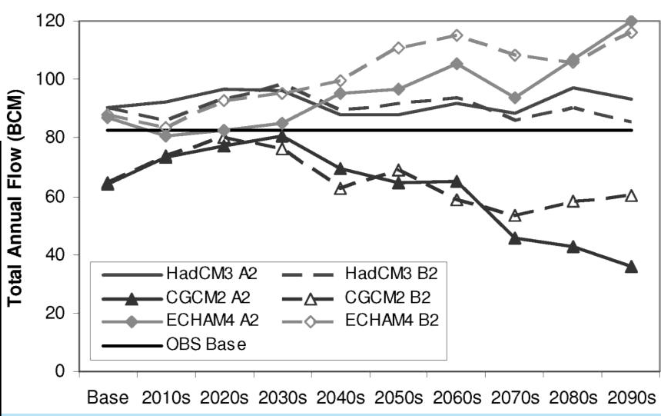 Total Annual Flow (BCM)
120
100
80
60
40
20
0
HadCM3 A2 HadCM3 B2
CGCM2 A2 CGCM2 B2
ECHAM4 A2 ECHAM4 B2
OBS Base
Base 2010s 2020s 2030s 2040s 2050s 2060s 2070s 2080s 2090s